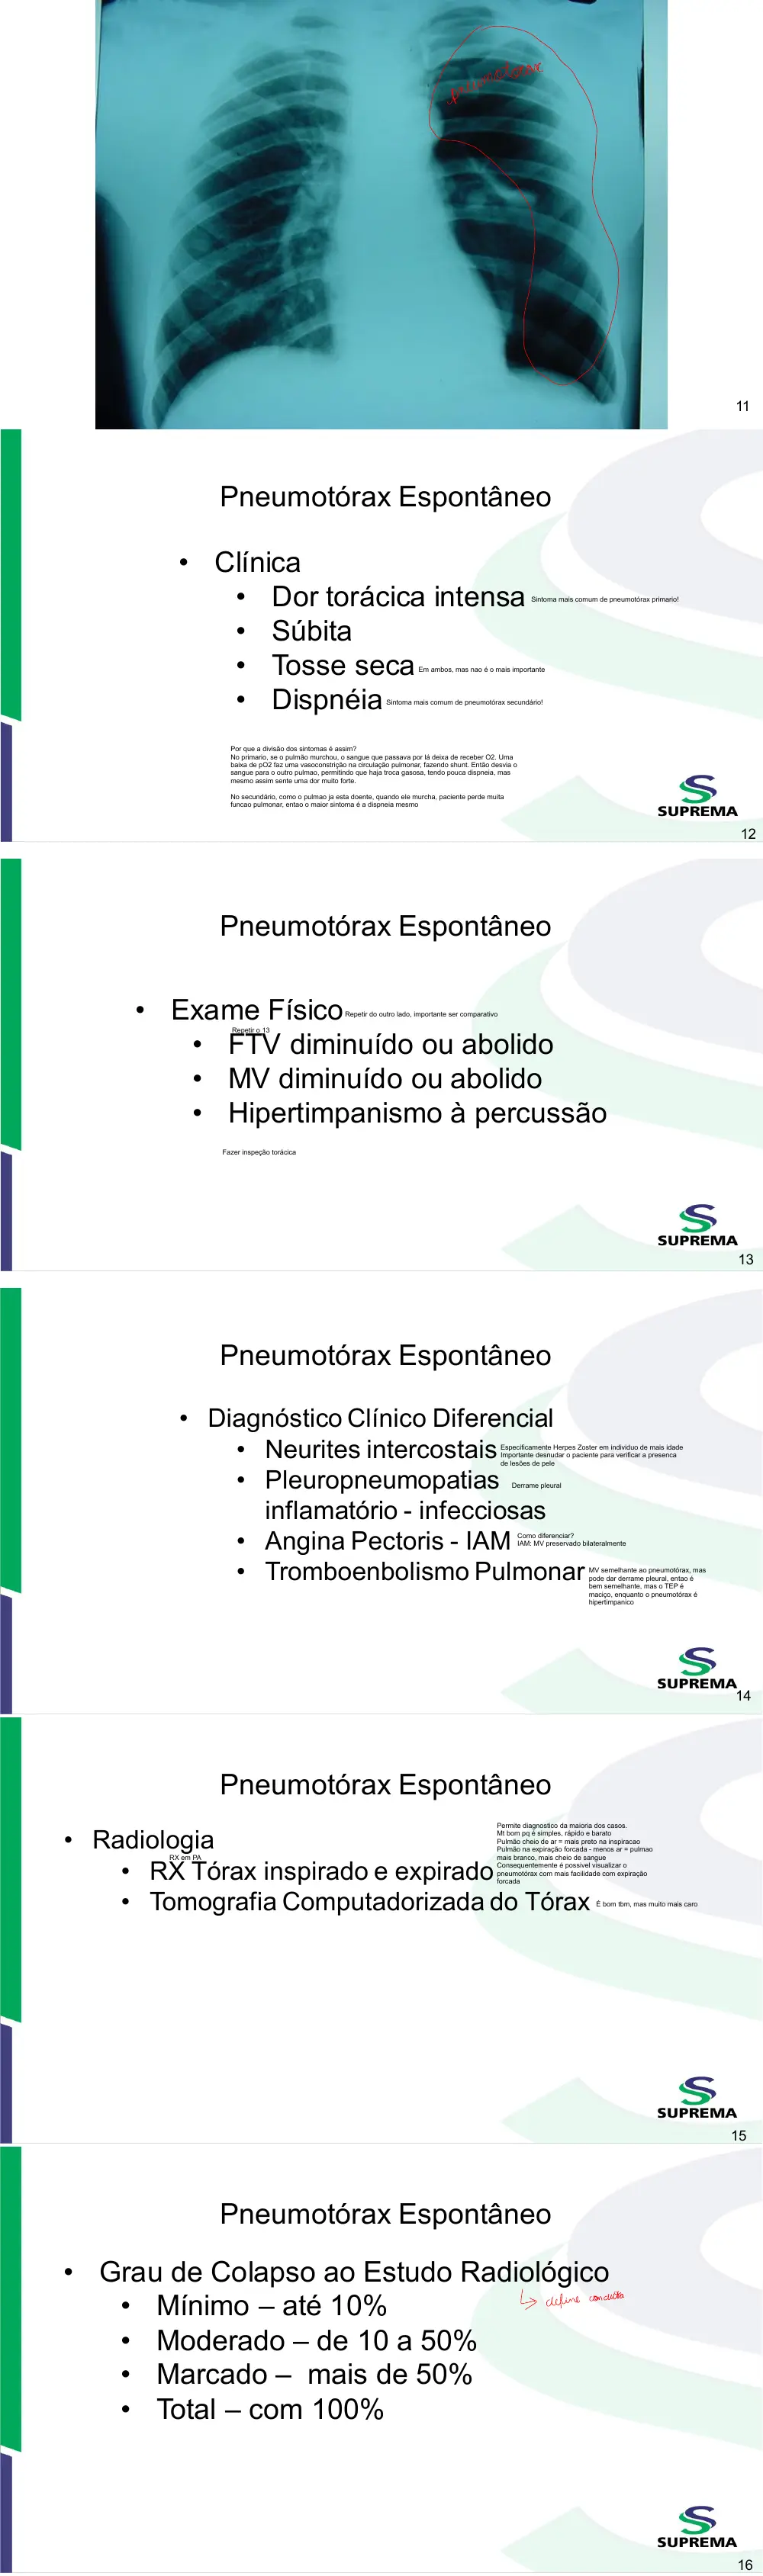 pneumotorax
11
Pneumotórax Espontâneo
• Clínica
• Dor torácica intensa Sintoma mais comum de pneumotórax primario!
• Súbita
• Tosse seca Em ambos, mas nao é o mais importante
• Dispnéia Sintoma mais comum de pneumotórax secundário!
Por que a divisão dos sintomas é assim?
No primario, se o pulmão murchou, o sangue que passava por lá deixa de receber O2. Uma
baixa de pO2 faz uma vasoconstrição na circulação pulmonar, fazendo shunt. Então desvia o
sangue para o outro pulmao, permitindo que haja troca gasosa, tendo pouca dispneia, mas
mesmo assim sente uma dor muito forte.
No secundário, como o pulmao ja esta doente, quando ele murcha, paciente perde muita
funcao pulmonar, entao o maior sintoma é a dispneia mesmo
SUPREMA
12
Pneumotórax Espontâneo
• Exame Físico Repetir do outro lado, importante ser comparativo
Repetir o 13
• FTV diminuído ou abolido
• MV diminuído ou abolido
• Hipertimpanismo à percussão
Fazer inspeção torácica
SUPREMA
13
Pneumotórax Espontâneo
• Diagnóstico Clínico Diferencial
• Neurites intercostais
Especificamente Herpes Zoster em individuo de mais idade
Importante desnudar o paciente para verificar a presenca
de lesões de pele
• Pleuropneumopatias Derrame pleural
inflamatório - infecciosas
• Angina Pectoris - IAM
Como diferenciar?
IAM: MV preservado bilateralmente
• Tromboenbolismo Pulmonar
MV semelhante ao pneumotórax, mas
pode dar derrame pleural, entao é
bem semelhante, mas o TEP é
maciço, enquanto o pneumotórax é
hipertimpanico
SUPREMA
14
Pneumotórax Espontâneo
• Radiologia
RX em PA
• RX Tórax inspirado e expirado
Permite diagnostico da maioria dos casos.
Mt bom pq é simples, rápido e barato
Pulmão cheio de ar = mais preto na inspiracao
Pulmão na expiração forcada - menos ar = pulmao
mais branco, mais cheio de sangue
Consequentemente é possivel visualizar o
pneumotórax com mais facilidade com expiração
forcada
• Tomografia Computadorizada do Tórax É bom tbm, mas muito mais caro
SUPREMA
15
Pneumotórax Espontâneo
• Grau de Colapso ao Estudo Radiológico
↳ define conduta
• Mínimo – até 10%
• Moderado – de 10 a 50%
• Marcado – mais de 50%
• Total – com 100%
SUPREMA
16